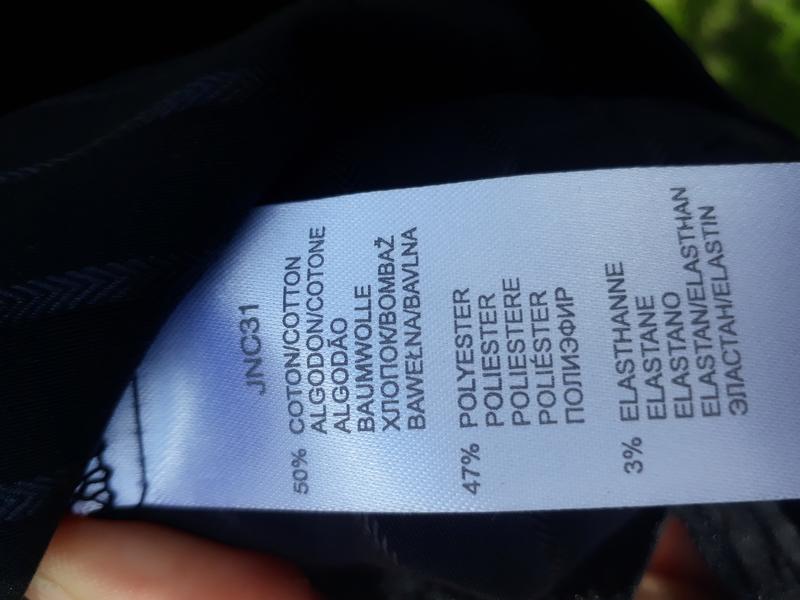 JNC31
50% COTON/COTTON
ALGODON/COTONE
ALGODÃO
BAUMWOLLE
ХЛОПОК/BOMBAŽ
BAWEŁNA/BAVLNA
47% POLYESTER
POLIESTER
POLIESTERE
POLIÉSTER
ПОЛИЭФИР
3% ELASTHANNE
ELASTANE
ELASTANO
ELASTAN/ELASTHAN
ЭЛАСТАН/ELASTIN